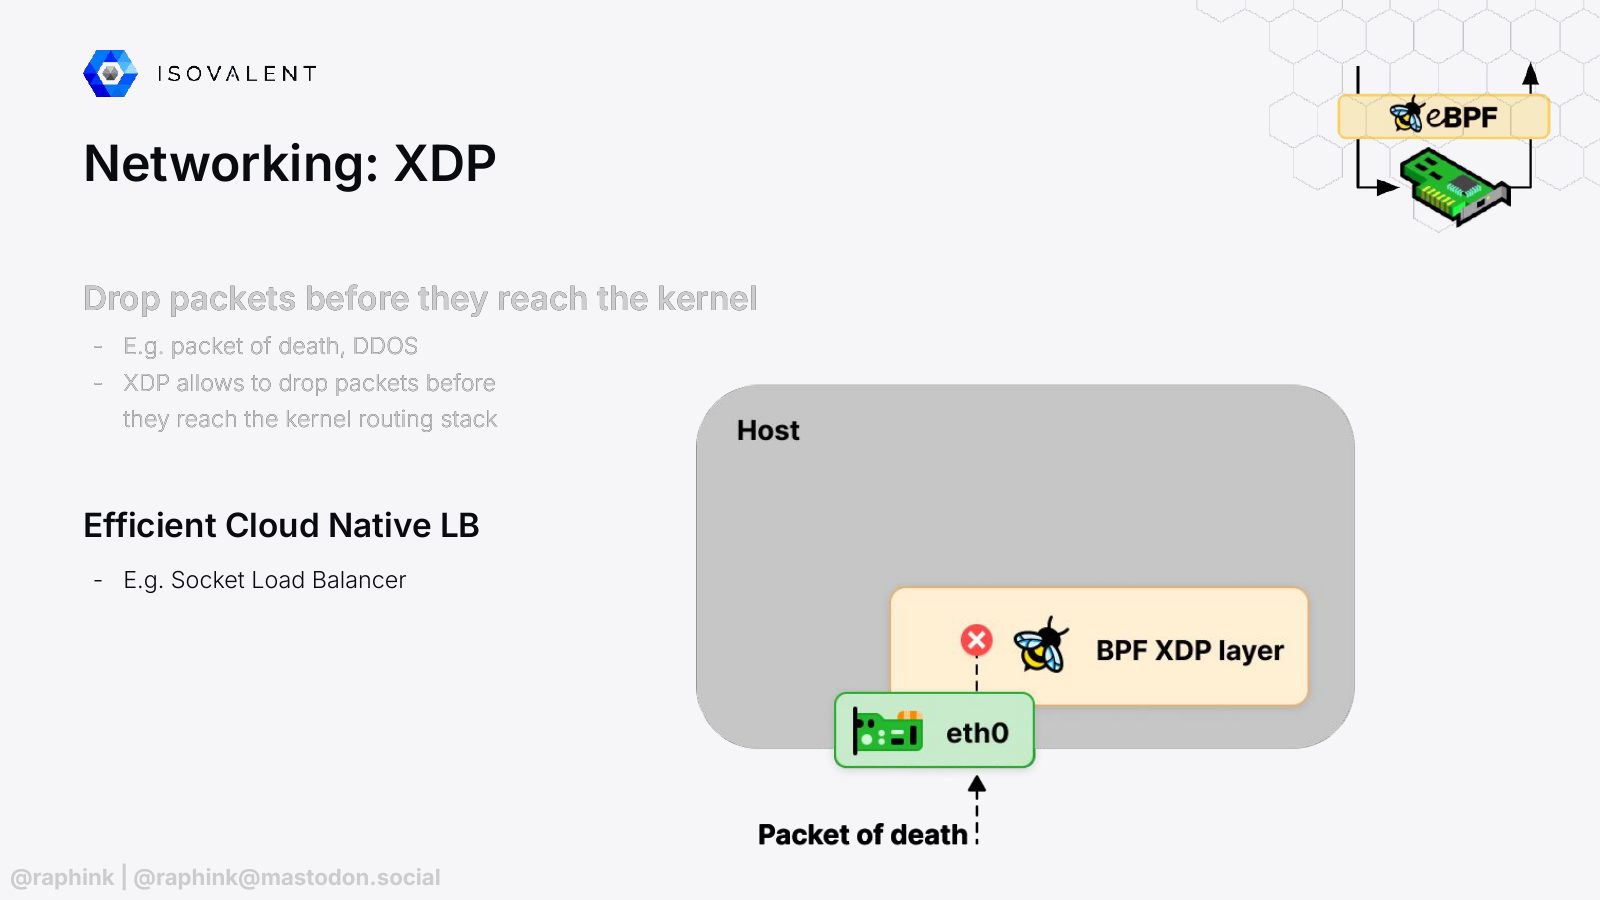 ISOVALENT
eBPF
Networking: XDP
Drop packets before they reach the kernel
- E.g. packet of death, DDOS
- XDP allows to drop packets before
they reach the kernel routing stack
Efficient Cloud Native LB
- E.g. Socket Load Balancer
Host
BPF XDP layer
eth0
Packet of death
@raphink | @raphink@mastodon.social